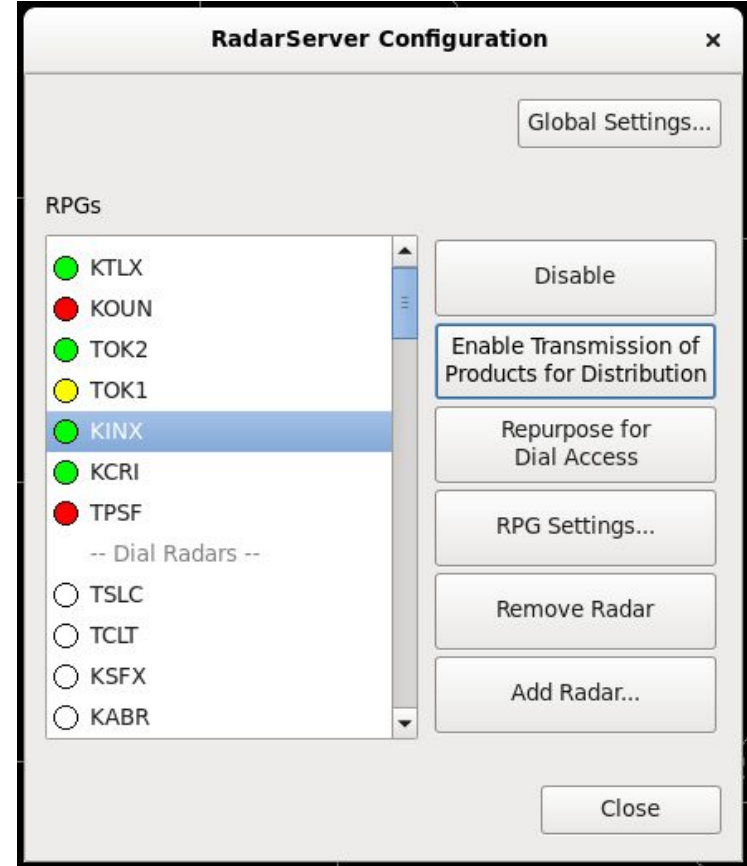 RadarServer Configuration
×
Global Settings...
RPGs
KTLX
KOUN
TOK2
TOK1
KINX
KCRI
TPSF
-- Dial Radars --
TSLC
TCLT
KSFX
KABR
Disable
Enable Transmission of
Products for Distribution
Repurpose for
Dial Access
RPG Settings...
Remove Radar
Add Radar...
Close